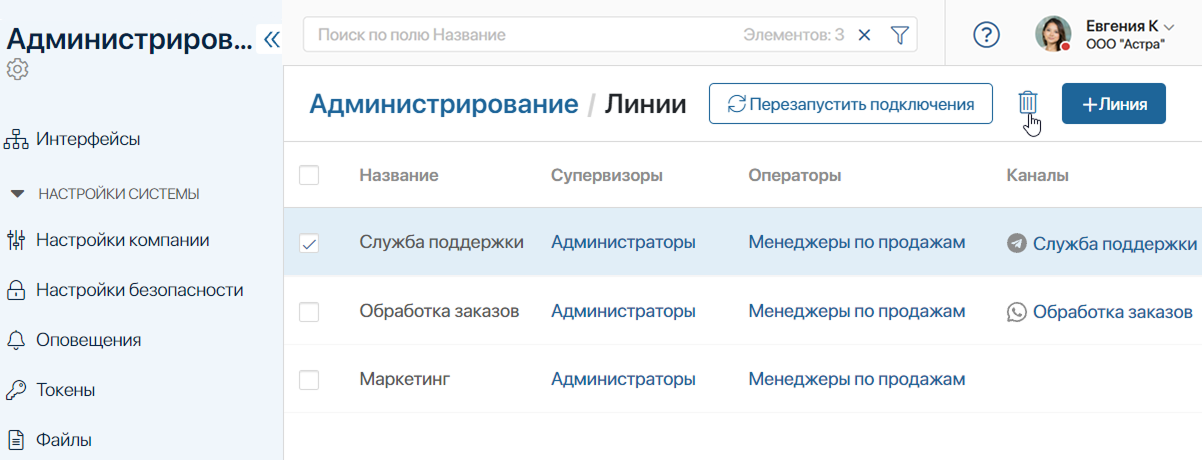 Администриров...
Интерфейсы
НАСТРОЙКИ СИСТЕМЫ
Настройки компании
Настройки безопасности
Оповещения
Токены
Файлы
Поиск по полю Название Элементов: 3
?
Евгения К
ООО "Астра"
Администрирование / Линии Перезапустить подключения +Линия
Название Супервизоры Операторы Каналы
Служба поддержки Администраторы Менеджеры по продажам Служба поддержки
Обработка заказов Администраторы Менеджеры по продажам Обработка заказов
Маркетинг Администраторы Менеджеры по продажам